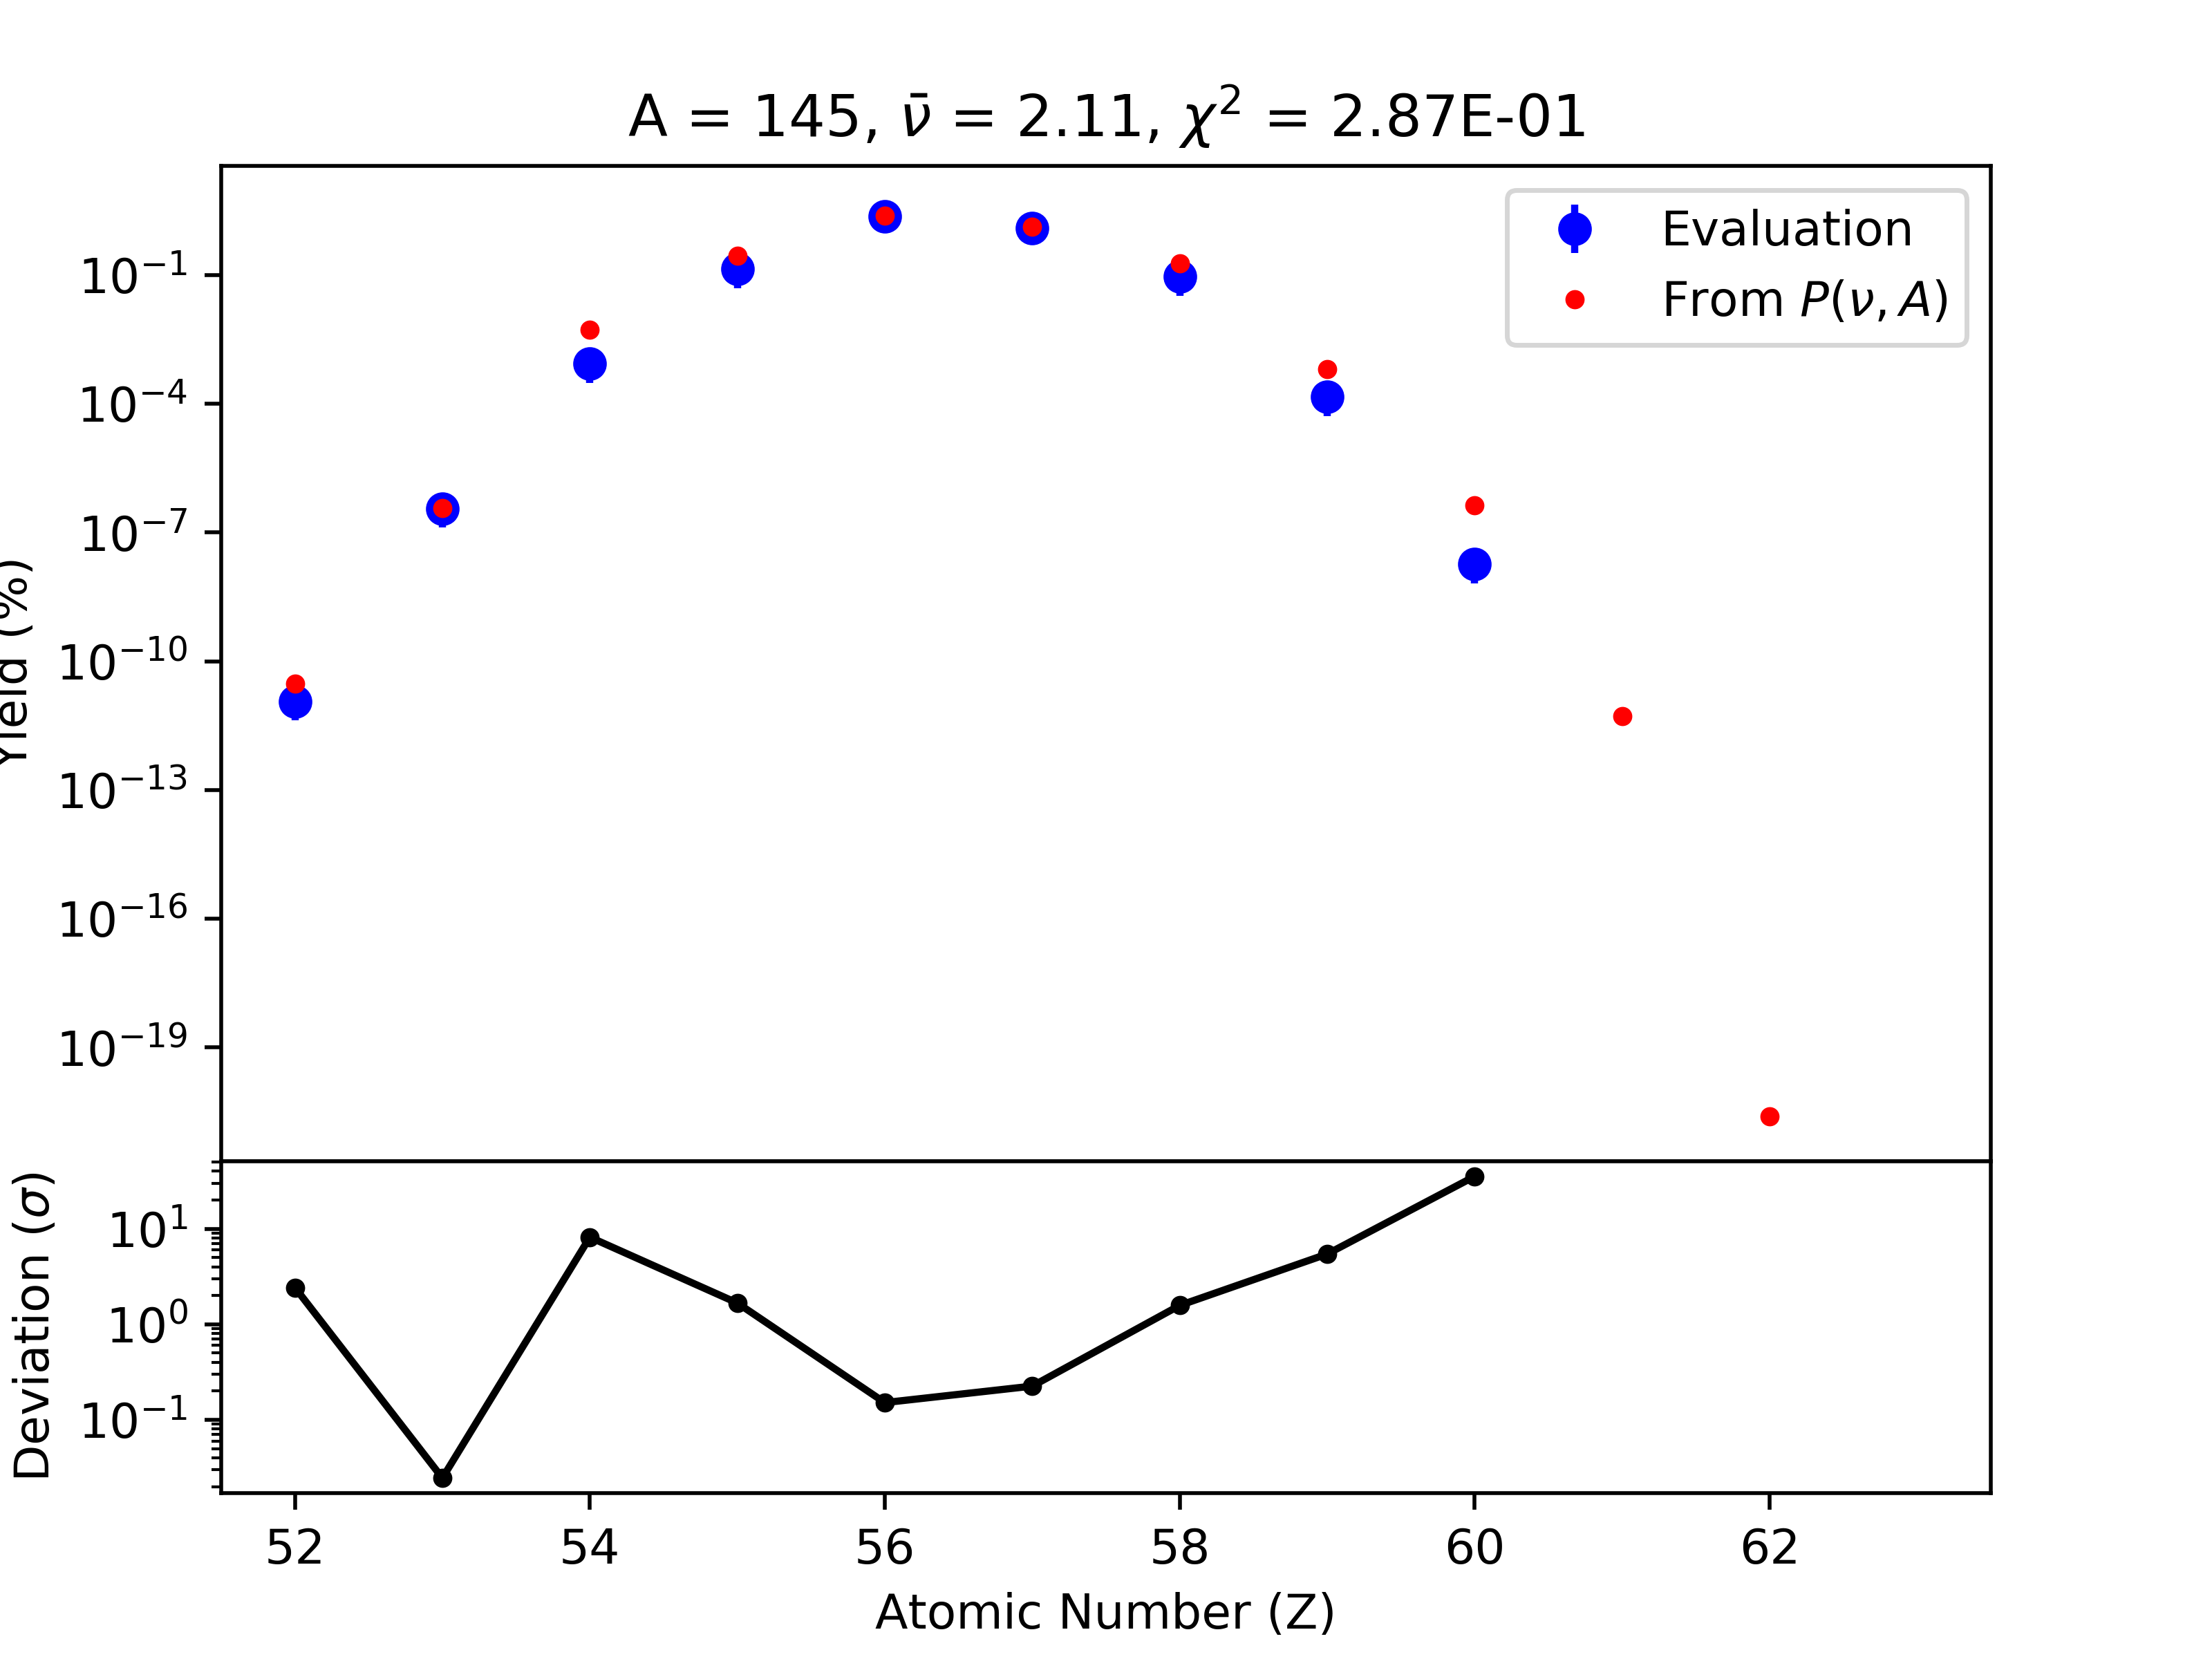 A = 145, ν̄ = 2.11, χ² = 2.87E-01
Evaluation
From P(ν, A)
Yield (%)
10⁻¹
10⁻⁴
10⁻⁷
10⁻¹⁰
10⁻¹³
10⁻¹⁶
10⁻¹⁹
Deviation (σ)
10¹
10⁰
10⁻¹
52 54 56 58 60 62
Atomic Number (Z)